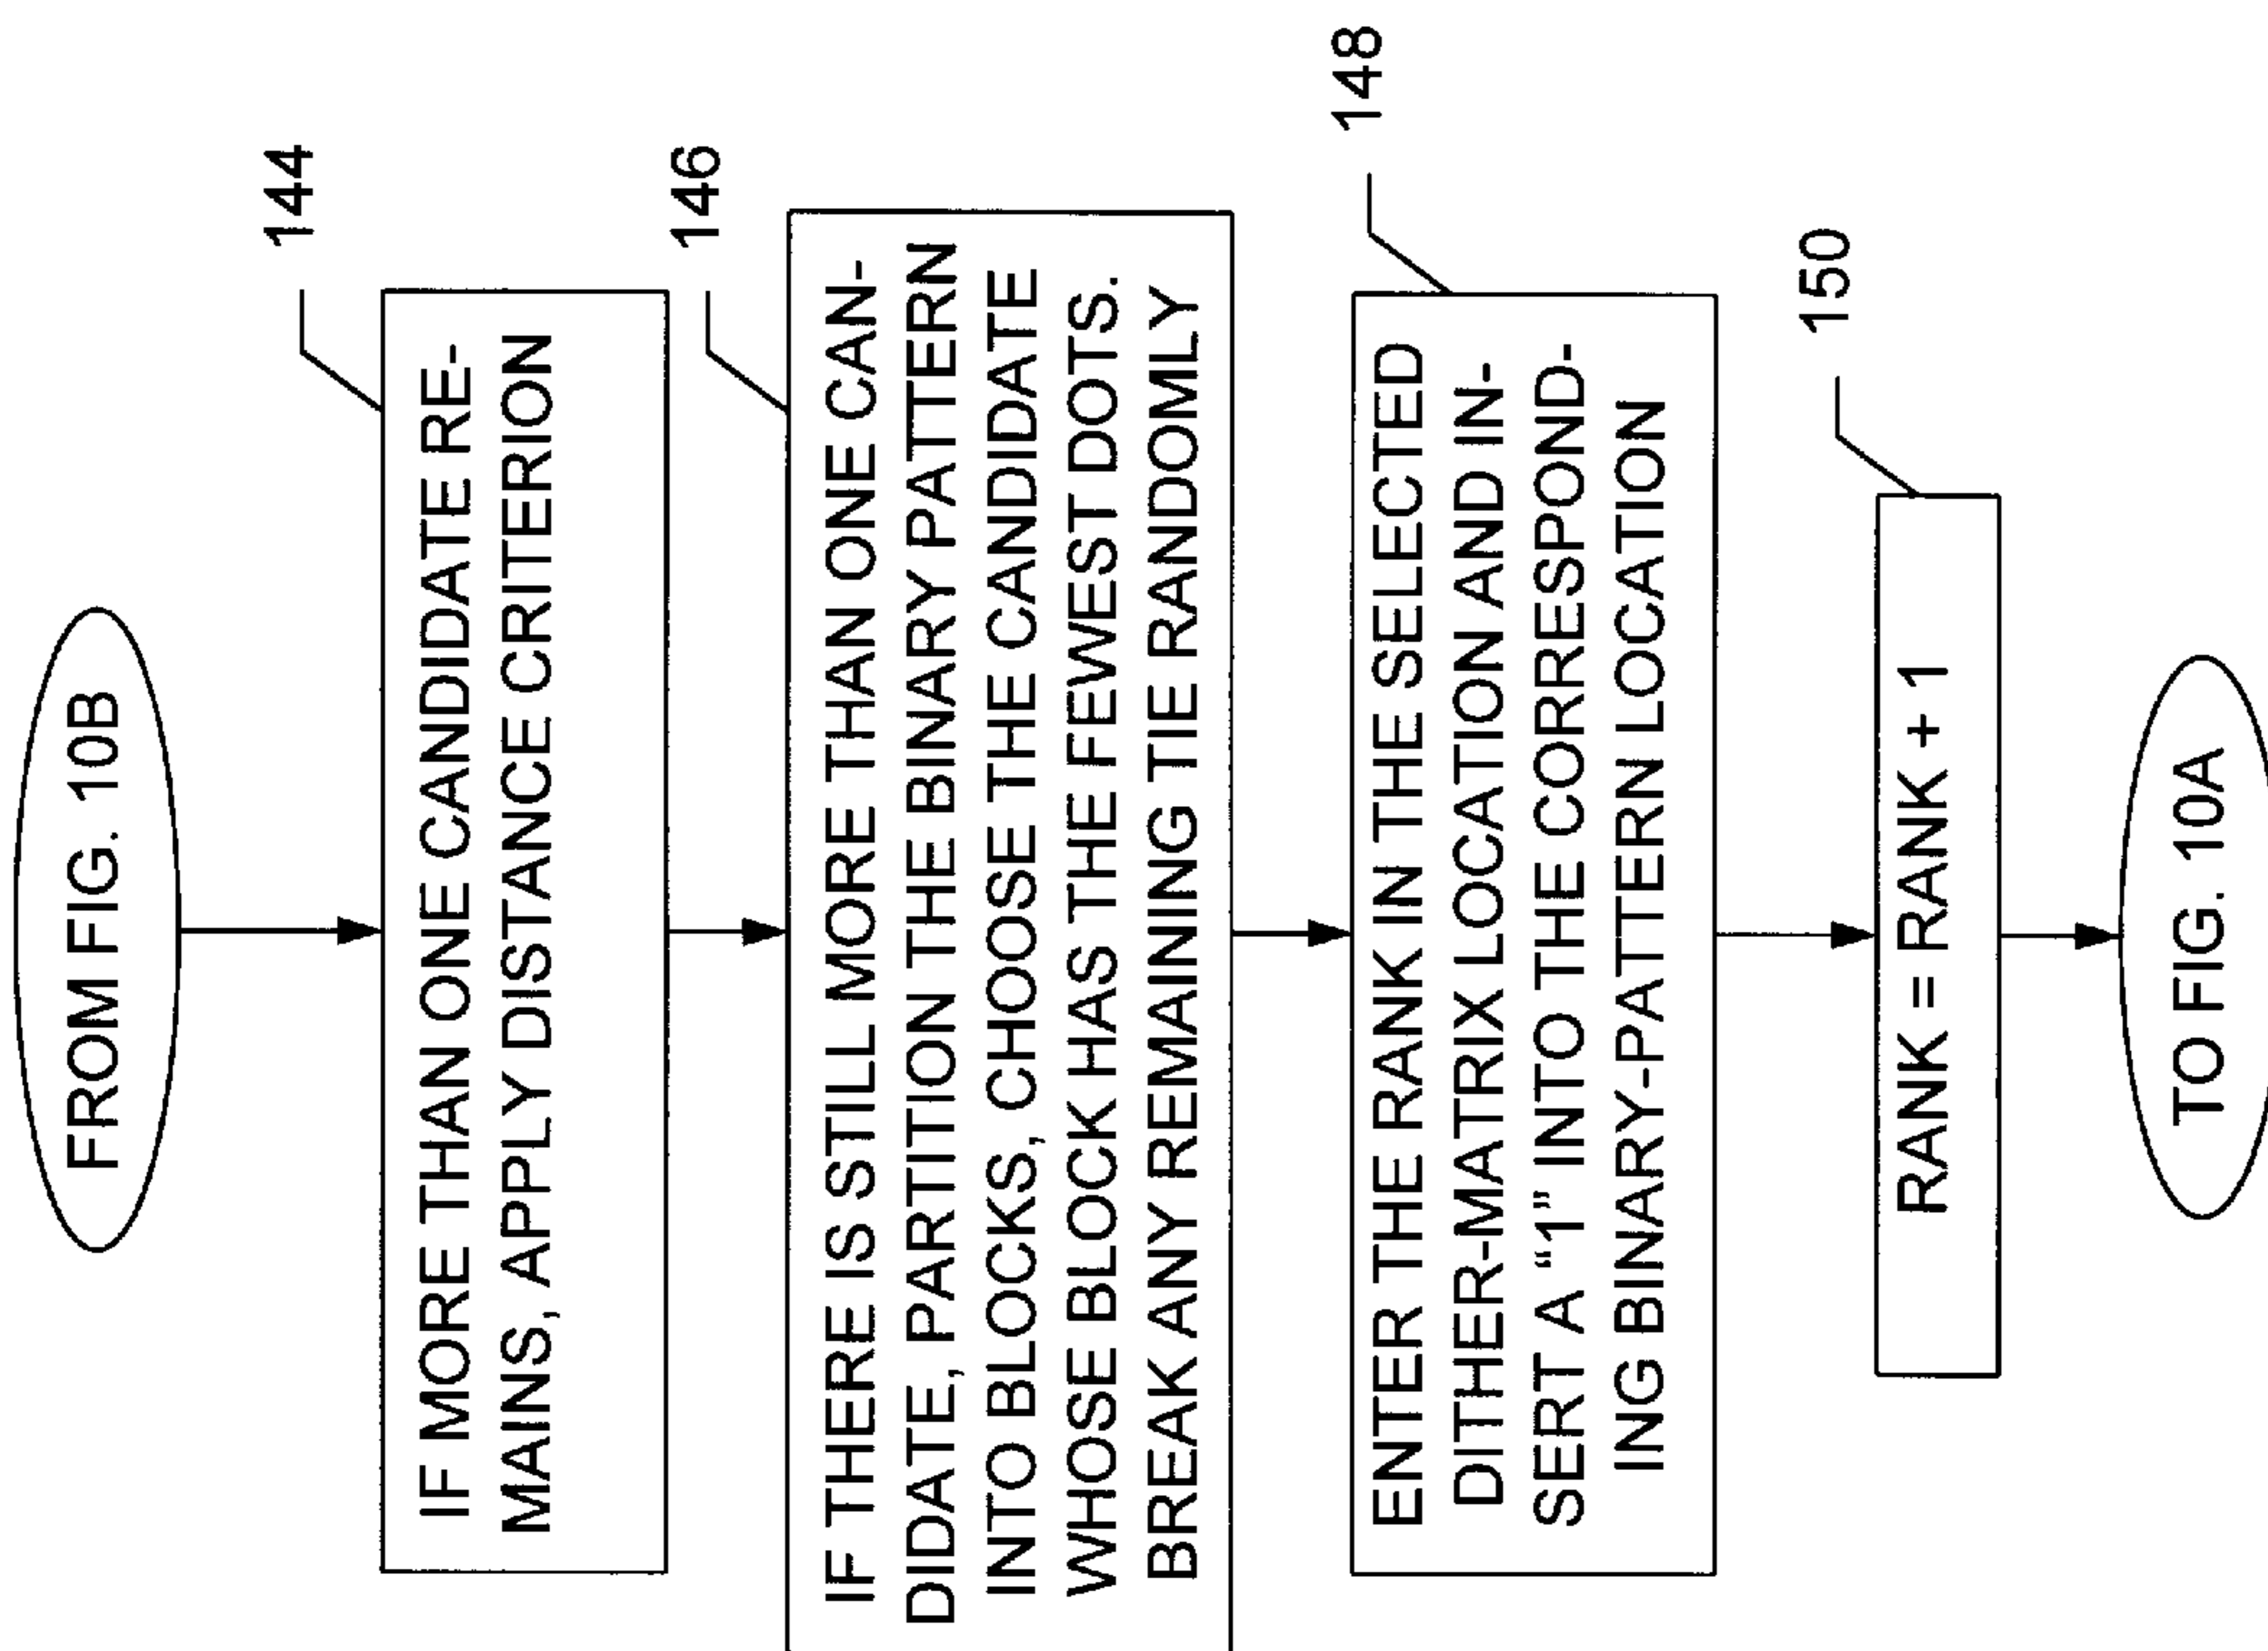 FROM FIG. 10B
144
IF MORE THAN ONE CANDIDATE RE-
MAINS, APPLY DISTANCE CRITERION
146
IF THERE IS STILL MORE THAN ONE CAN-
DIDATE, PARTITION THE BINARY PATTERN
INTO BLOCKS, CHOOSE THE CANDIDATE
WHOSE BLOCK HAS THE FEWEST DOTS.
BREAK ANY REMAINING TIE RANDOMLY
148
ENTER THE RANK IN THE SELECTED
DITHER-MATRIX LOCATION AND IN-
SERT A “1” INTO THE CORRESPOND-
ING BINARY-PATTERN LOCATION
150
RANK = RANK + 1
TO FIG. 10A